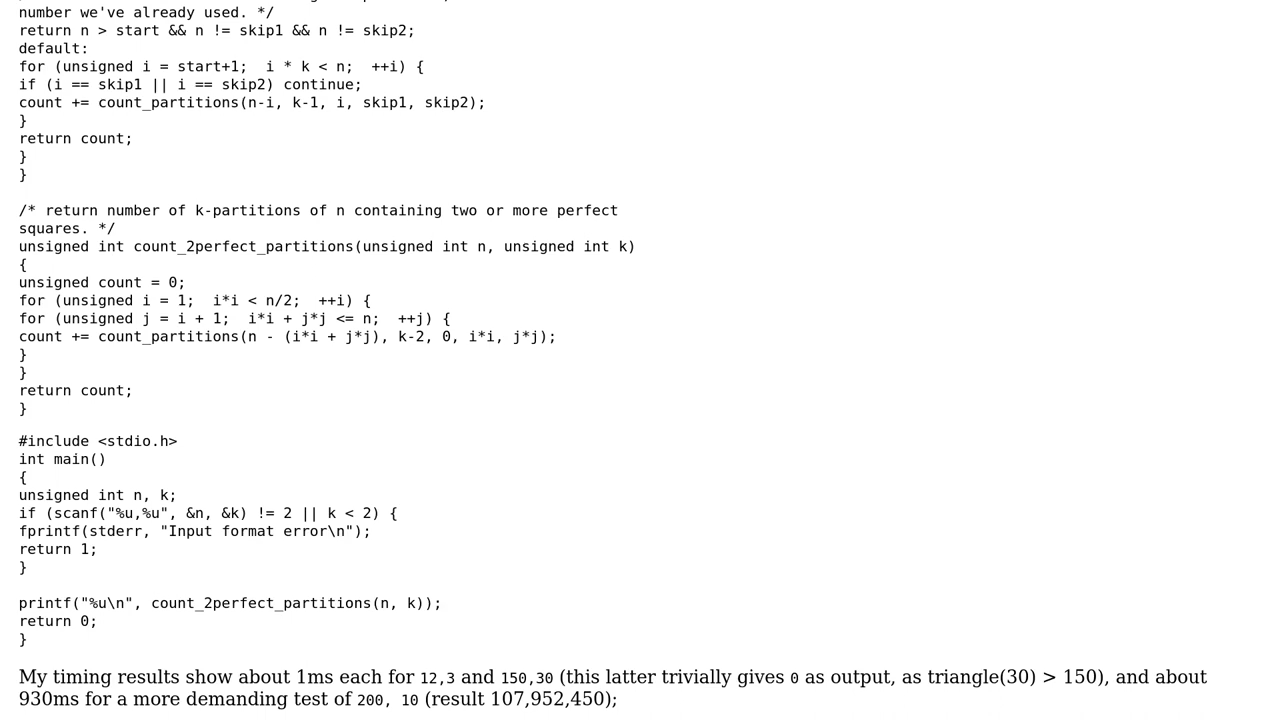 number we've already used. */
return n > start && n != skip1 && n != skip2;
default:
for (unsigned i = start+1;  i * k < n;  ++i) {
if (i == skip1 || i == skip2) continue;
count += count_partitions(n-i, k-1, i, skip1, skip2);
}
return count;
}
}
/* return number of k-partitions of n containing two or more perfect
squares. */
unsigned int count_2perfect_partitions(unsigned int n, unsigned int k)
{
unsigned count = 0;
for (unsigned i = 1;  i*i < n/2;  ++i) {
for (unsigned j = i + 1;  i*i + j*j <= n;  ++j) {
count += count_partitions(n - (i*i + j*j), k-2, 0, i*i, j*j);
}
}
return count;
}
#include <stdio.h>
int main()
{
unsigned int n, k;
if (scanf("%u,%u", &n, &k) != 2 || k < 2) {
fprintf(stderr, "Input format error\n");
return 1;
}
printf("%u\n", count_2perfect_partitions(n, k));
return 0;
}
My timing results show about 1ms each for 12,3 and 150,30 (this latter trivially gives 0 as output, as triangle(30) > 150), and about
930ms for a more demanding test of 200, 10 (result 107,952,450);